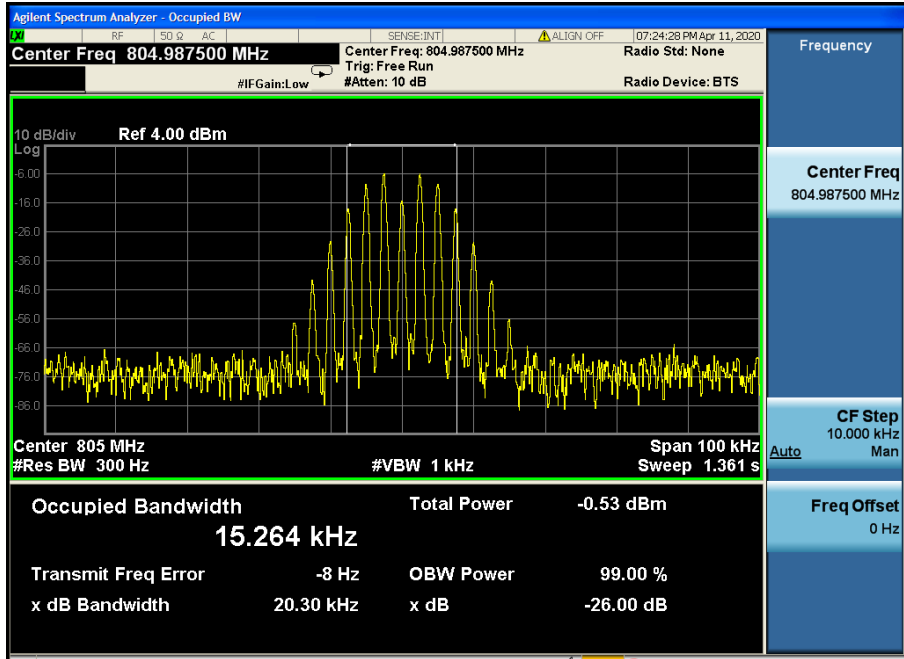 Agilent Spectrum Analyzer - Occupied BW
LXI RF 50 Ω AC SENSE:INT ALIGN OFF 07:24:28 PM Apr 11, 2020
Center Freq 804.987500 MHz
Center Freq: 804.987500 MHz
Radio Std: None
Trig: Free Run
#IFGain:Low
#Atten: 10 dB
Radio Device: BTS
Frequency
10 dB/div Ref 4.00 dBm
Log
-6.00
-16.0
-26.0
-36.0
-46.0
-56.0
-66.0
-76.0
-86.0
Center 805 MHz
Span 100 kHz
#Res BW 300 Hz
#VBW 1 kHz
Sweep 1.361 s
Occupied Bandwidth
15.264 kHz
Total Power -0.53 dBm
Transmit Freq Error -8 Hz
OBW Power 99.00 %
x dB Bandwidth 20.30 kHz
x dB -26.00 dB
Center Freq
804.987500 MHz
CF Step
10.000 kHz
Auto Man
Freq Offset
0 Hz